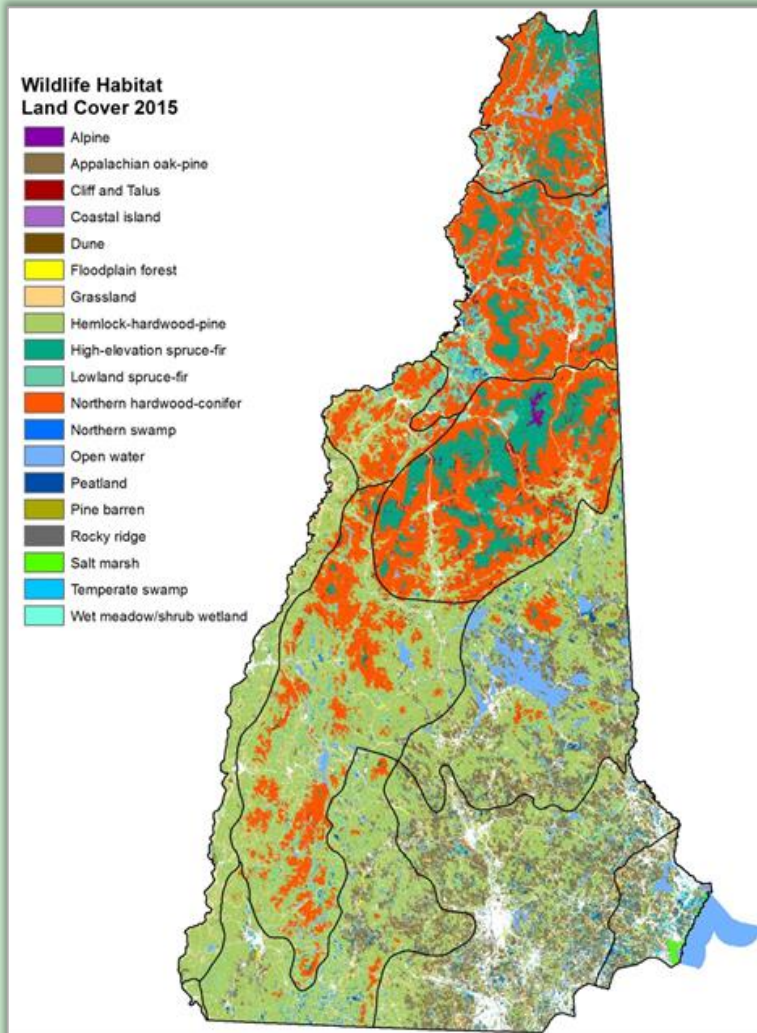 Wildlife Habitat
Land Cover 2015
Alpine
Appalachian oak-pine
Cliff and Talus
Coastal island
Dune
Floodplain forest
Grassland
Hemlock-hardwood-pine
High-elevation spruce-fir
Lowland spruce-fir
Northern hardwood-conifer
Northern swamp
Open water
Peatland
Pine barren
Rocky ridge
Salt marsh
Temperate swamp
Wet meadow/shrub wetland